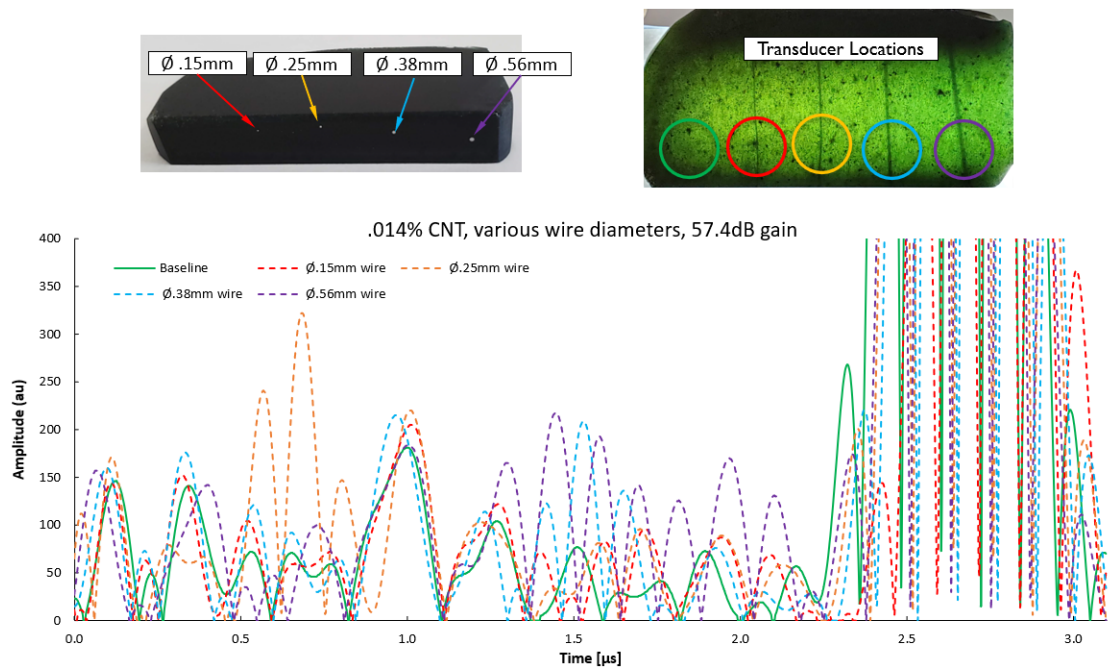 Ø .15mm
Ø .25mm
Ø .38mm
Ø .56mm
Transducer Locations
.014% CNT, various wire diameters, 57.4dB gain
Baseline
Ø.15mm wire
Ø.25mm wire
Ø.38mm wire
Ø.56mm wire
Amplitude (au)
400
350
300
250
200
150
100
50
0
0.0
0.5
1.0
1.5
2.0
2.5
3.0
Time [µs]